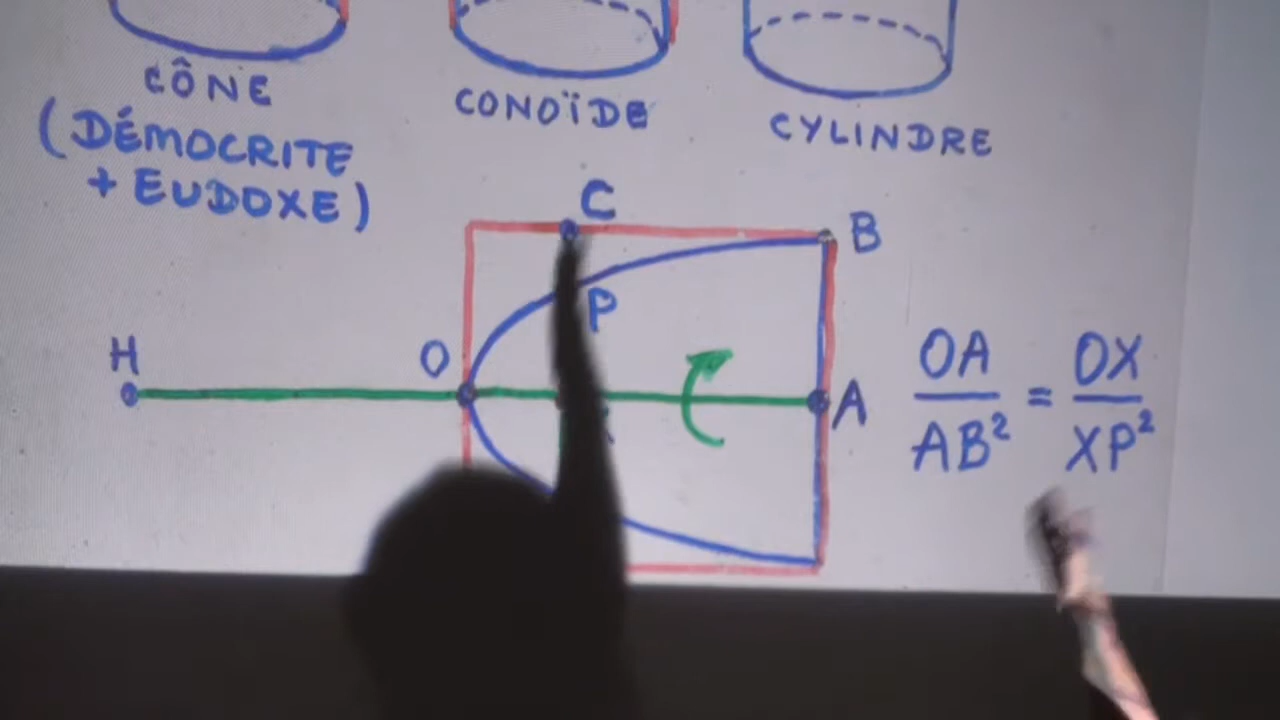 CÔNE
(DÉMOCRITE
+ EUDOXE)
CONOÏDE
CYLINDRE
C
B
P
H
O
A
OA/AB² = OX/XP²